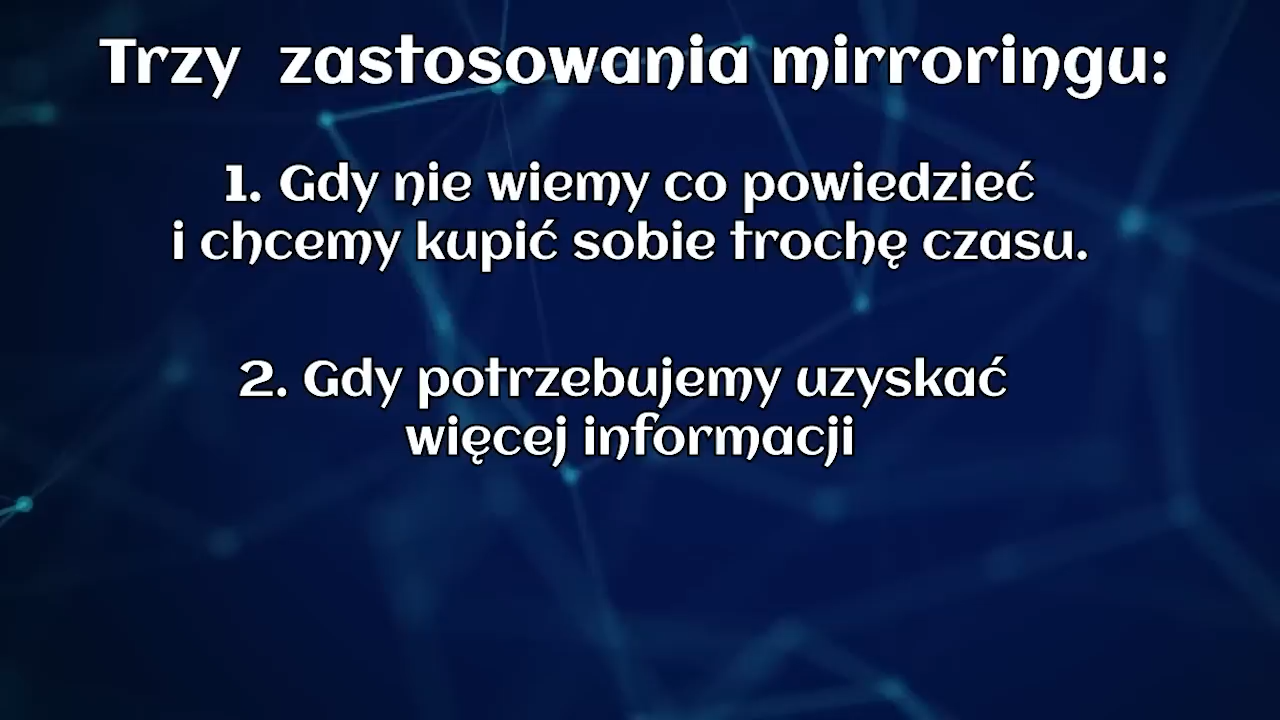 Trzy zastosowania mirroringu:
1. Gdy nie wiemy co powiedzieć
i chcemy kupić sobie trochę czasu.
2. Gdy potrzebujemy uzyskać
więcej informacji